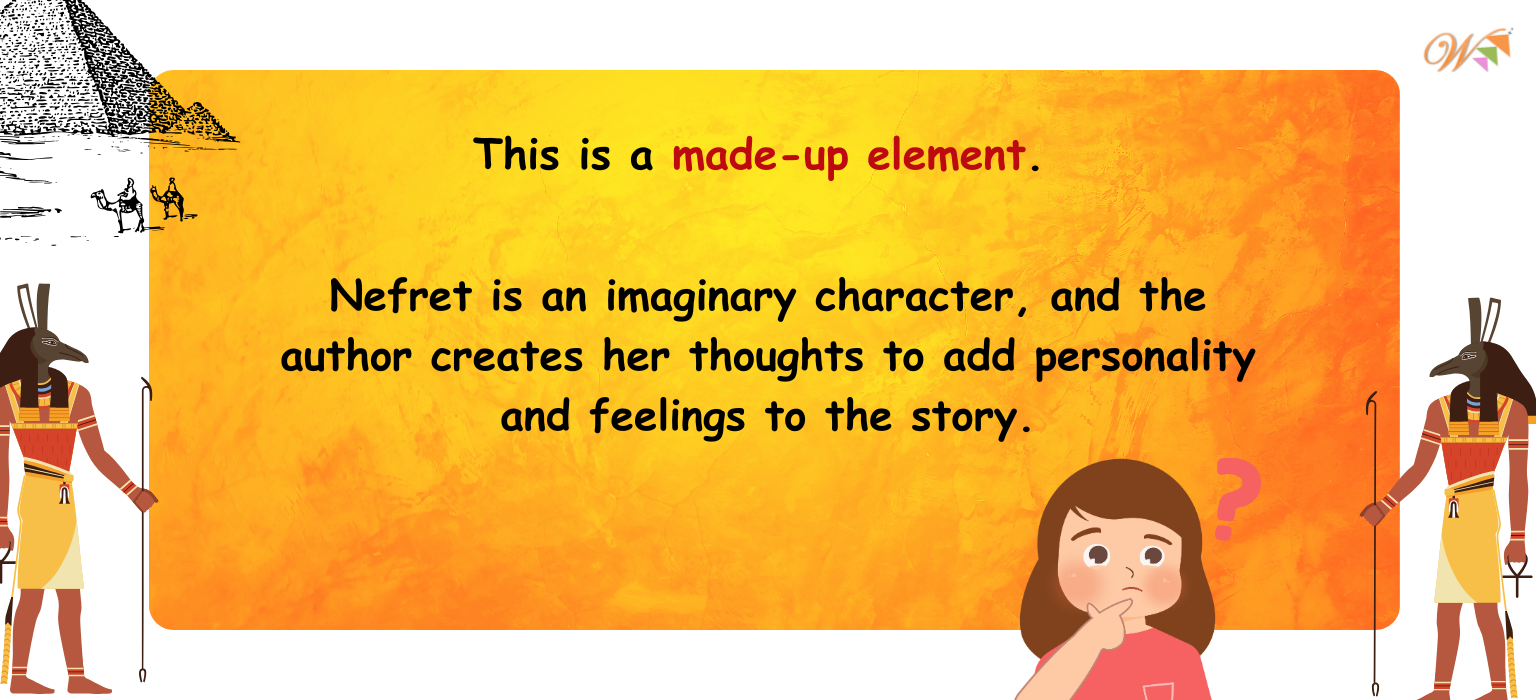 W
This is a made-up element.
Nefret is an imaginary character, and the
author creates her thoughts to add personality
and feelings to the story.
?